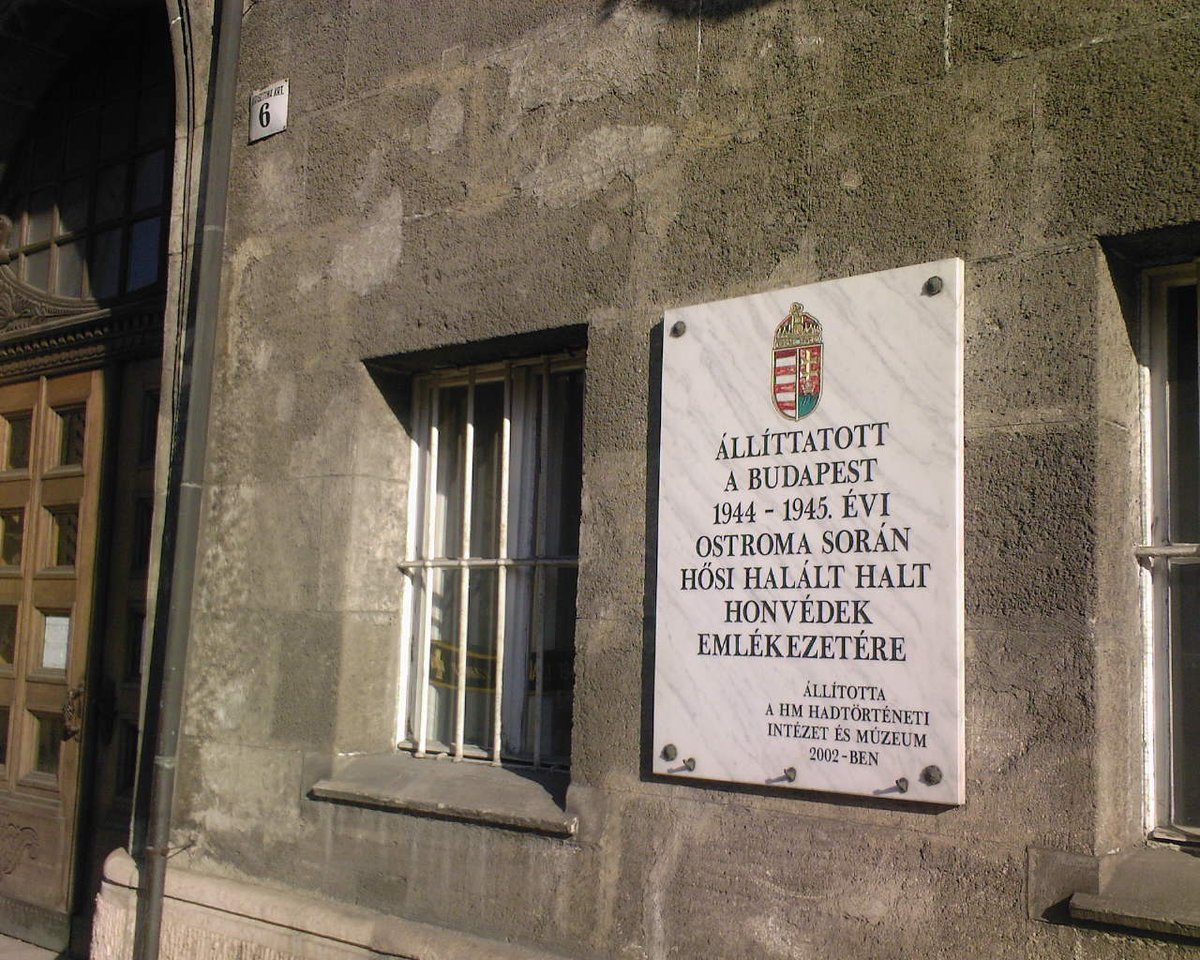 6
ÁLLÍTTATOTT
A BUDAPEST
1944 - 1945. ÉVI
OSTROMA SORÁN
HŐSI HALÁLT HALT
HONVÉDEK
EMLÉKEZETÉRE
ÁLLÍTOTTA
A HM HADTÖRTÉNETI
INTÉZET ÉS MÚZEUM
2002-BEN